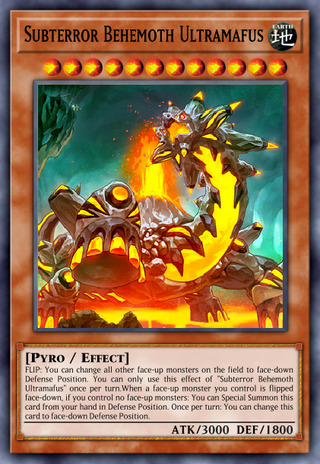 Subterror Behemoth Ultramafus
EARTH
地
[Pyro / Effect]
FLIP: You can change all other face-up monsters on the field to face-down
Defense Position. You can only use this effect of "Subterror Behemoth
Ultramafus" once per turn.When a face-up monster you control is flipped
face-down, if you control no face-up monsters: You can Special Summon this
card from your hand in Defense Position. Once per turn: You can change this
card to face-down Defense Position.
ATK/3000 DEF/1800